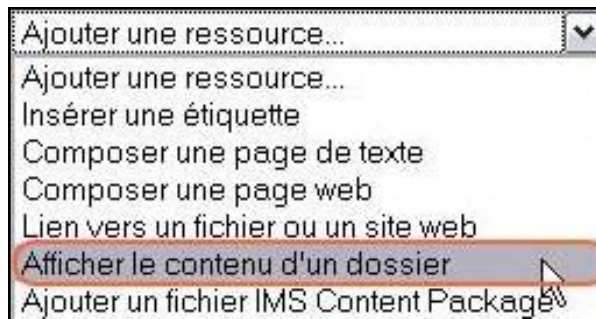 Ajouter une ressource...
Ajouter une ressource...
Insérer une étiquette
Composer une page de texte
Composer une page web
Lien vers un fichier ou un site web
Afficher le contenu d'un dossier
Ajouter un fichier IMS Content Package